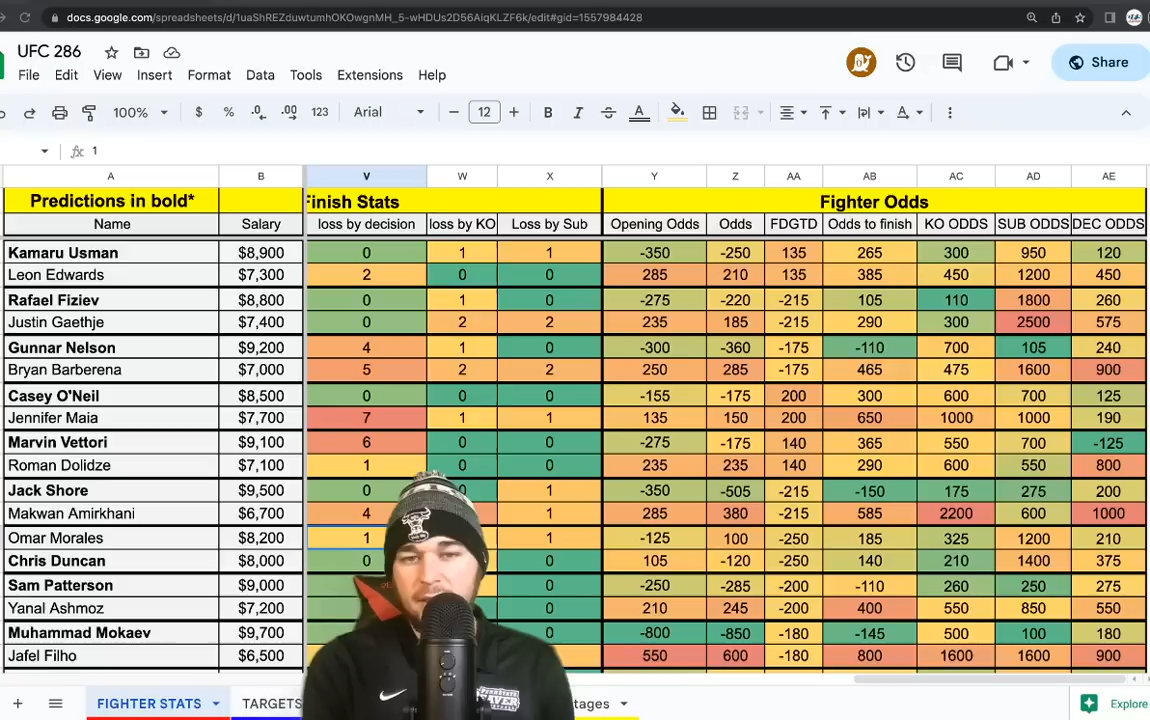 docs.google.com/spreadsheets/d/1uaShREZduwtumhOKOwgnMH_5-wHDUs2D56AiqKLZF6k/edit#gid=1557984428
UFC 286
File Edit View Insert Format Data Tools Extensions Help
Share
100% $ % .0 .00 123 Arial 12 B I A
fx 1
A B V W X Y Z AA AB AC AD AE
Predictions in bold* Finish Stats Fighter Odds
Name Salary loss by decision loss by KO Loss by Sub Opening Odds Odds FDGTD Odds to finish KO ODDS SUB ODDS DEC ODDS
Kamaru Usman $8,900 0 1 1 -350 -250 135 265 300 950 120
Leon Edwards $7,300 2 0 0 285 210 135 385 450 1200 450
Rafael Fiziev $8,800 0 1 0 -275 -220 -215 105 110 1800 260
Justin Gaethje $7,400 0 2 2 235 185 -215 290 300 2500 575
Gunnar Nelson $9,200 4 1 0 -300 -360 -175 -110 700 105 240
Bryan Barberena $7,000 5 2 2 250 285 -175 465 475 1600 900
Casey O'Neil $8,500 0 0 0 -155 -175 200 300 600 700 125
Jennifer Maia $7,700 7 1 1 135 150 200 650 1000 1000 190
Marvin Vettori $9,100 6 0 0 -275 -175 140 365 550 700 -125
Roman Dolidze $7,100 1 0 0 235 235 140 290 600 550 800
Jack Shore $9,500 0 0 1 -350 -505 -215 -150 175 275 200
Makwan Amirkhani $6,700 4 1 285 380 -215 585 2200 600 1000
Omar Morales $8,200 1 1 -125 100 -250 185 325 1200 210
Chris Duncan $8,000 0 0 105 -120 -250 140 210 1400 375
Sam Patterson $9,000 0 -250 -285 -200 -110 260 250 275
Yanal Ashmoz $7,200 0 210 245 -200 400 550 850 550
Muhammad Mokaev $9,700 0 -800 -850 -180 -145 500 100 180
Jafel Filho $6,500 0 550 600 -180 800 1600 1600 900
FIGHTER STATS TARGETS tages Explore